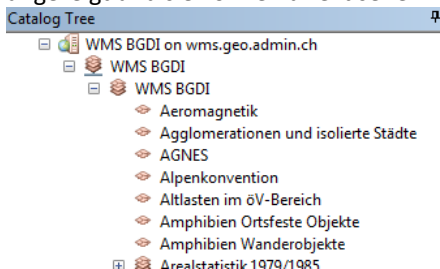 Catalog Tree
WMS BGDI on wms.geo.admin.ch
WMS BGDI
WMS BGDI
Aeromagnetik
Agglomerationen und isolierte Städte
AGNES
Alpenkonvention
Altlasten im öV-Bereich
Amphibien Ortsfeste Objekte
Amphibien Wanderobjekte
Arealstatistik 1979/1985